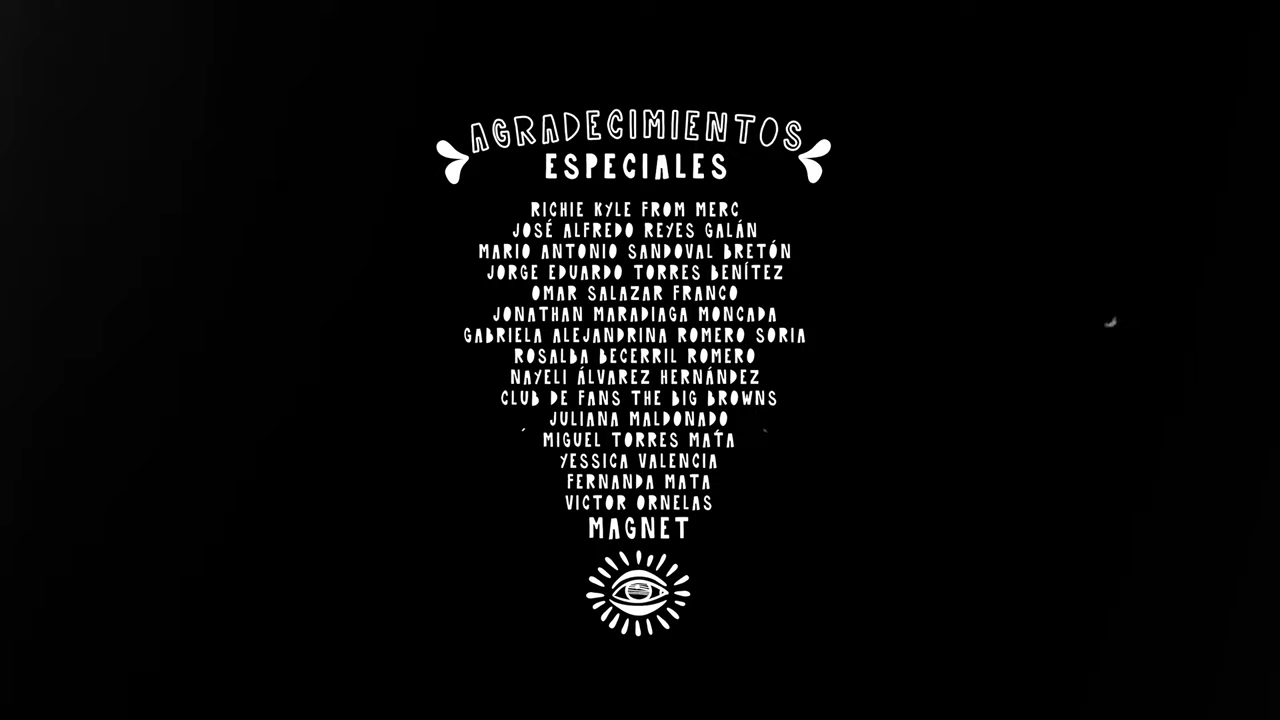 AGRADECIMIENTOS
ESPECIALES
RICHIE KYLE FROM MERC
JOSÉ ALFREDO REYES GALÁN
MARIO ANTONIO SANDOVAL BRETÓN
JORGE EDUARDO TORRES BENÍTEZ
OMAR SALAZAR FRANCO
JONATHAN MARADIAGA MONCADA
GABRIELA ALEJANDRINA ROMERO SORIA
ROSALBA BECERRIL ROMERO
NAYELI ÁLVAREZ HERNÁNDEZ
CLUB DE FANS THE BIG BROWNS
JULIANA MALDONADO
MIGUEL TORRES MATA
YESSICA VALENCIA
FERNANDA MATA
VICTOR ORNELAS
MAGNET